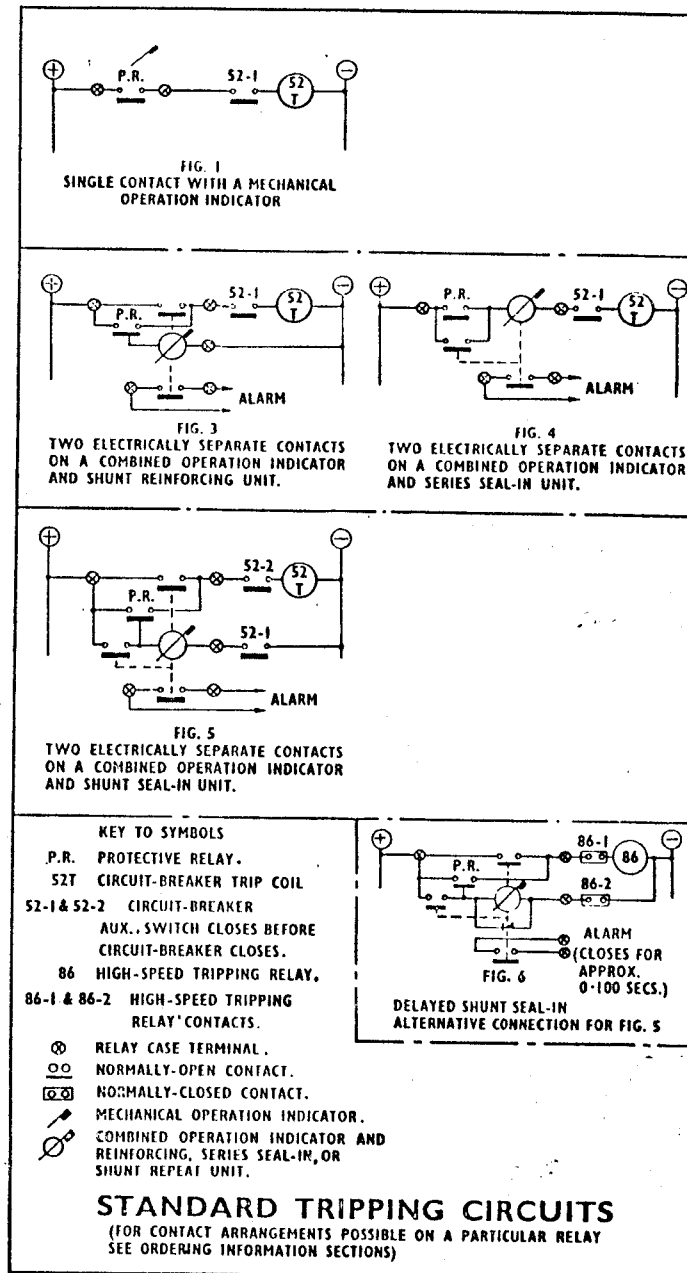 +
P.R.
52-1
52
T
−
FIG. 1
SINGLE CONTACT WITH A MECHANICAL
OPERATION INDICATOR
+
P.R.
52-1
52
T
−
ALARM
FIG. 3
TWO ELECTRICALLY SEPARATE CONTACTS
ON A COMBINED OPERATION INDICATOR
AND SHUNT REINFORCING UNIT.
+
P.R.
52-1
52
T
−
ALARM
FIG. 4
TWO ELECTRICALLY SEPARATE CONTACTS
ON A COMBINED OPERATION INDICATOR
AND SERIES SEAL-IN UNIT.
+
P.R.
52-2
52
T
−
52-1
ALARM
FIG. 5
TWO ELECTRICALLY SEPARATE CONTACTS
ON A COMBINED OPERATION INDICATOR
AND SHUNT SEAL-IN UNIT.
KEY TO SYMBOLS
P.R. PROTECTIVE RELAY.
52T CIRCUIT-BREAKER TRIP COIL
52-1 & 52-2 CIRCUIT-BREAKER
AUX., SWITCH CLOSES BEFORE
CIRCUIT-BREAKER CLOSES.
86 HIGH-SPEED TRIPPING RELAY.
86-1 & 86-2 HIGH-SPEED TRIPPING
RELAY CONTACTS.
RELAY CASE TERMINAL.
NORMALLY-OPEN CONTACT.
NORMALLY-CLOSED CONTACT.
MECHANICAL OPERATION INDICATOR.
COMBINED OPERATION INDICATOR AND
REINFORCING, SERIES SEAL-IN, OR
SHUNT REPEAT UNIT.
+
P.R.
86-1
86
−
86-2
ALARM
(CLOSES FOR
APPROX.
0·100 SECS.)
FIG. 6
DELAYED SHUNT SEAL-IN
ALTERNATIVE CONNECTION FOR FIG. 5
STANDARD TRIPPING CIRCUITS
(FOR CONTACT ARRANGEMENTS POSSIBLE ON A PARTICULAR RELAY
SEE ORDERING INFORMATION SECTIONS)